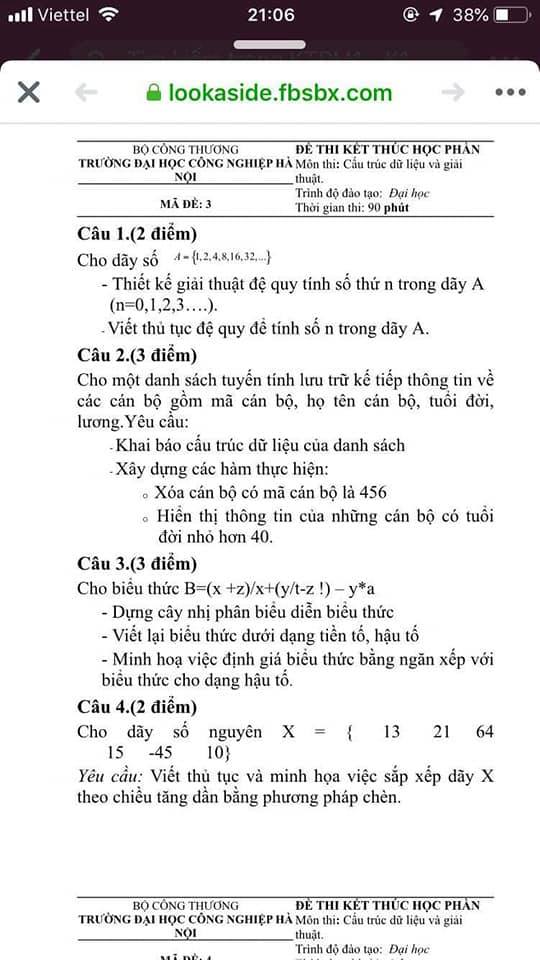 Viettel 21:06 38%
lookaside.fbsbx.com
BỘ CÔNG THƯƠNG
TRƯỜNG ĐẠI HỌC CÔNG NGHIỆP HÀ
NỘI
MÃ ĐỀ: 3
ĐỀ THI KẾT THÚC HỌC PHẦN
Môn thi: Cấu trúc dữ liệu và giải
thuật.
Trình độ đào tạo: Đại học
Thời gian thi: 90 phút
Câu 1.(2 điểm)
Cho dãy số A = {1,2,4,8,16,32,...}
- Thiết kế giải thuật đệ quy tính số thứ n trong dãy A
(n=0,1,2,3….).
- Viết thủ tục đệ quy để tính số n trong dãy A.
Câu 2.(3 điểm)
Cho một danh sách tuyến tính lưu trữ kế tiếp thông tin về
các cán bộ gồm mã cán bộ, họ tên cán bộ, tuổi đời,
lương.Yêu cầu:
- Khai báo cấu trúc dữ liệu của danh sách
- Xây dựng các hàm thực hiện:
o Xóa cán bộ có mã cán bộ là 456
o Hiển thị thông tin của những cán bộ có tuổi
đời nhỏ hơn 40.
Câu 3.(3 điểm)
Cho biểu thức B=(x +z)/x+(y/t-z !) – y*a
- Dựng cây nhị phân biểu diễn biểu thức
- Viết lại biểu thức dưới dạng tiền tố, hậu tố
- Minh hoạ việc định giá biểu thức bằng ngăn xếp với
biểu thức cho dạng hậu tố.
Câu 4.(2 điểm)
Cho dãy số nguyên X = { 13 21 64
15 -45 10}
Yêu cầu: Viết thủ tục và minh họa việc sắp xếp dãy X
theo chiều tăng dần bằng phương pháp chèn.
BỘ CÔNG THƯƠNG
TRƯỜNG ĐẠI HỌC CÔNG NGHIỆP HÀ
NỘI
MÃ ĐỀ: 4
ĐỀ THI KẾT THÚC HỌC PHẦN
Môn thi: Cấu trúc dữ liệu và giải
thuật.
Trình độ đào tạo: Đại học